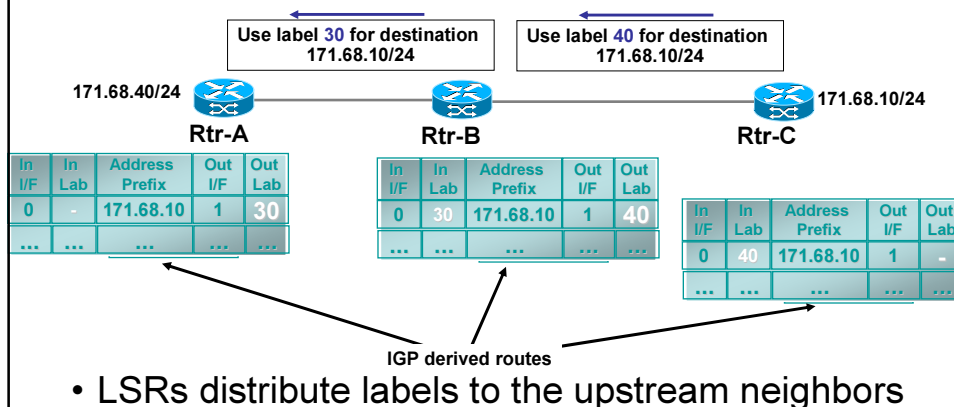 Use label 30 for destination
171.68.10/24
Use label 40 for destination
171.68.10/24
171.68.40/24
171.68.10/24
Rtr-A
Rtr-B
Rtr-C
In I/F In Lab Address Prefix Out I/F Out Lab
0 - 171.68.10 1 30
... ... ... ... ...
In I/F In Lab Address Prefix Out I/F Out Lab
0 30 171.68.10 1 40
... ... ... ... ...
In I/F In Lab Address Prefix Out I/F Out Lab
0 40 171.68.10 1 -
... ... ... ... ...
IGP derived routes
• LSRs distribute labels to the upstream neighbors